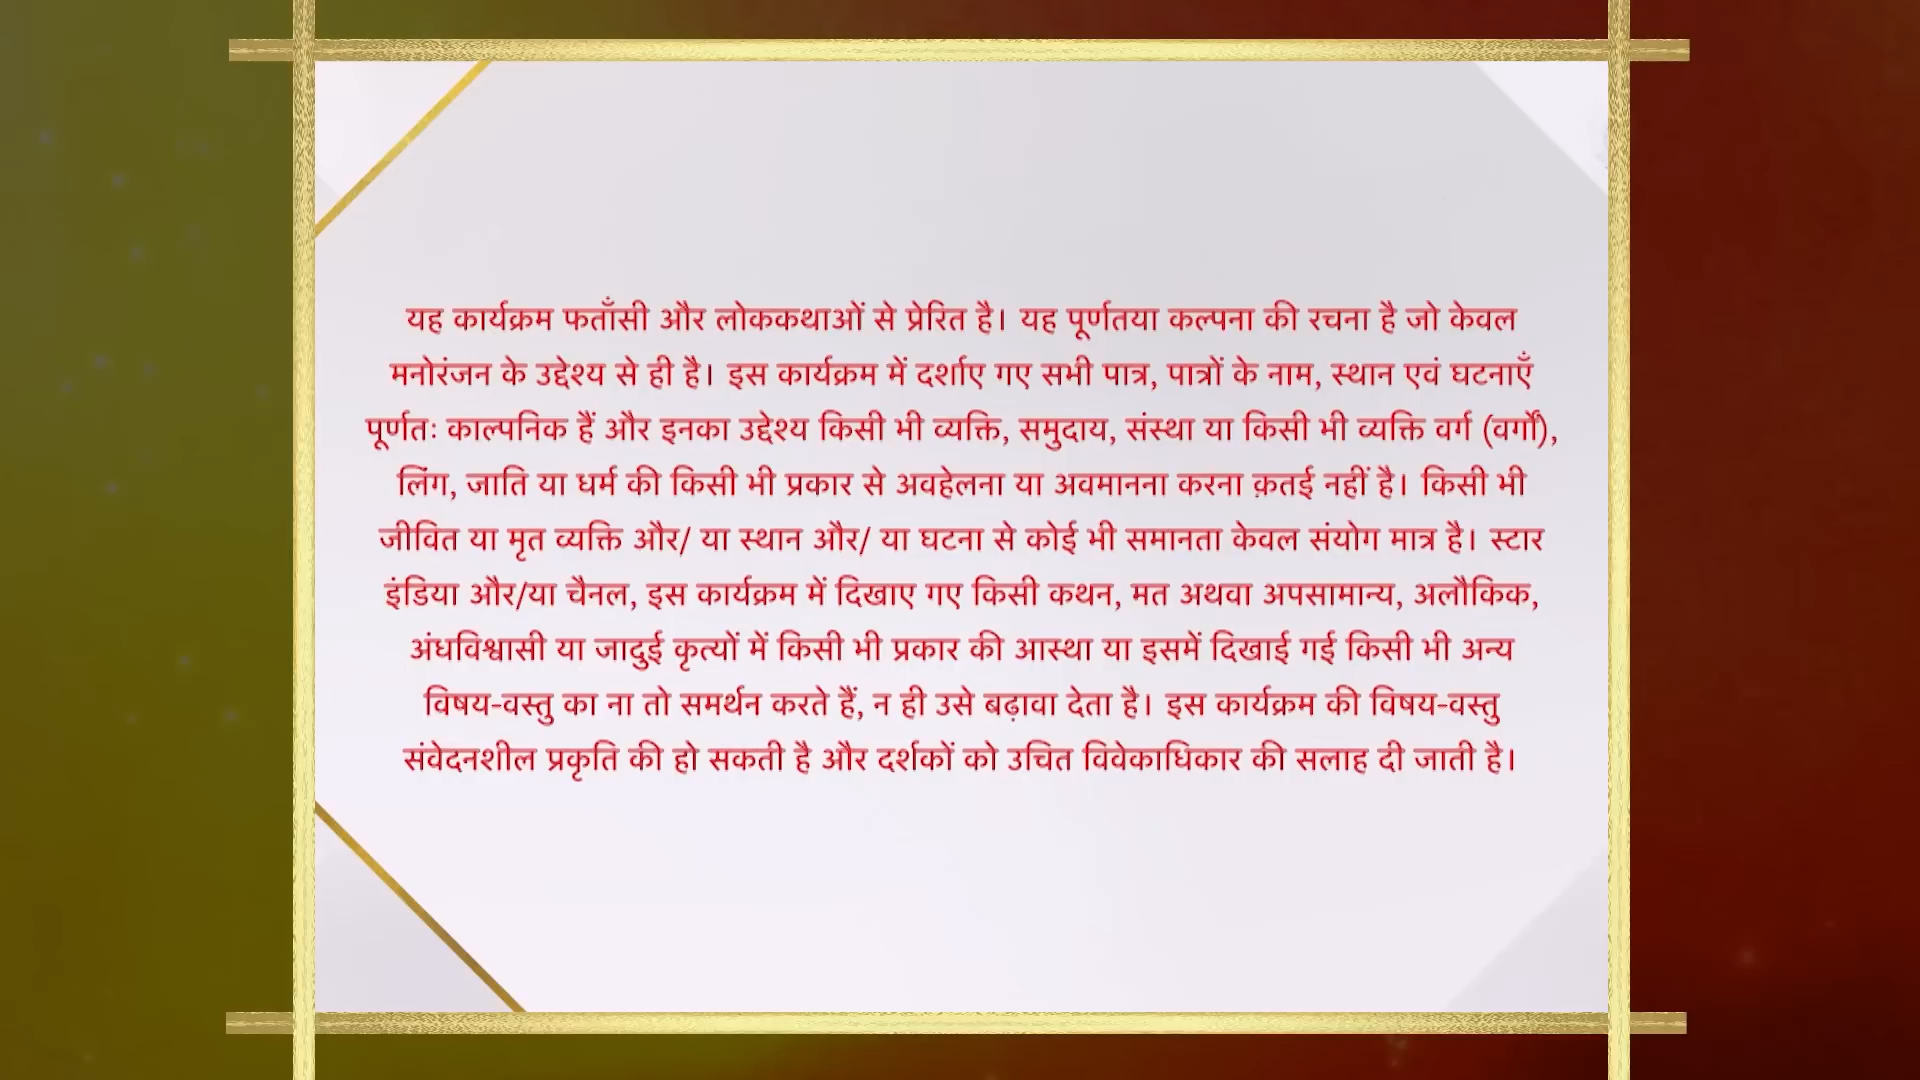 यह कार्यक्रम फताँसी और लोककथाओं से प्रेरित है। यह पूर्णतया कल्पना की रचना है जो केवल
मनोरंजन के उद्देश्य से ही है। इस कार्यक्रम में दर्शाए गए सभी पात्र, पात्रों के नाम, स्थान एवं घटनाएँ
पूर्णतः काल्पनिक हैं और इनका उद्देश्य किसी भी व्यक्ति, समुदाय, संस्था या किसी भी व्यक्ति वर्ग (वर्गों),
लिंग, जाति या धर्म की किसी भी प्रकार से अवहेलना या अवमानना करना क़तई नहीं है। किसी भी
जीवित या मृत व्यक्ति और/ या स्थान और/ या घटना से कोई भी समानता केवल संयोग मात्र है। स्टार
इंडिया और/या चैनल, इस कार्यक्रम में दिखाए गए किसी कथन, मत अथवा अपसामान्य, अलौकिक,
अंधविश्वासी या जादुई कृत्यों में किसी भी प्रकार की आस्था या इसमें दिखाई गई किसी भी अन्य
विषय-वस्तु का ना तो समर्थन करते हैं, न ही उसे बढ़ावा देता है। इस कार्यक्रम की विषय-वस्तु
संवेदनशील प्रकृति की हो सकती है और दर्शकों को उचित विवेकाधिकार की सलाह दी जाती है।